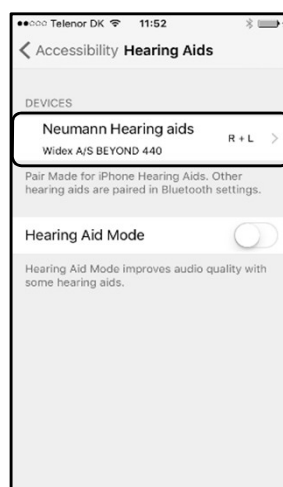 ●●○○○ Telenor DK 11:52
Accessibility Hearing Aids
DEVICES
Neumann Hearing aids R + L
Widex A/S BEYOND 440
Pair Made for iPhone Hearing Aids. Other
hearing aids are paired in Bluetooth settings.
Hearing Aid Mode
Hearing Aid Mode improves audio quality with
some hearing aids.